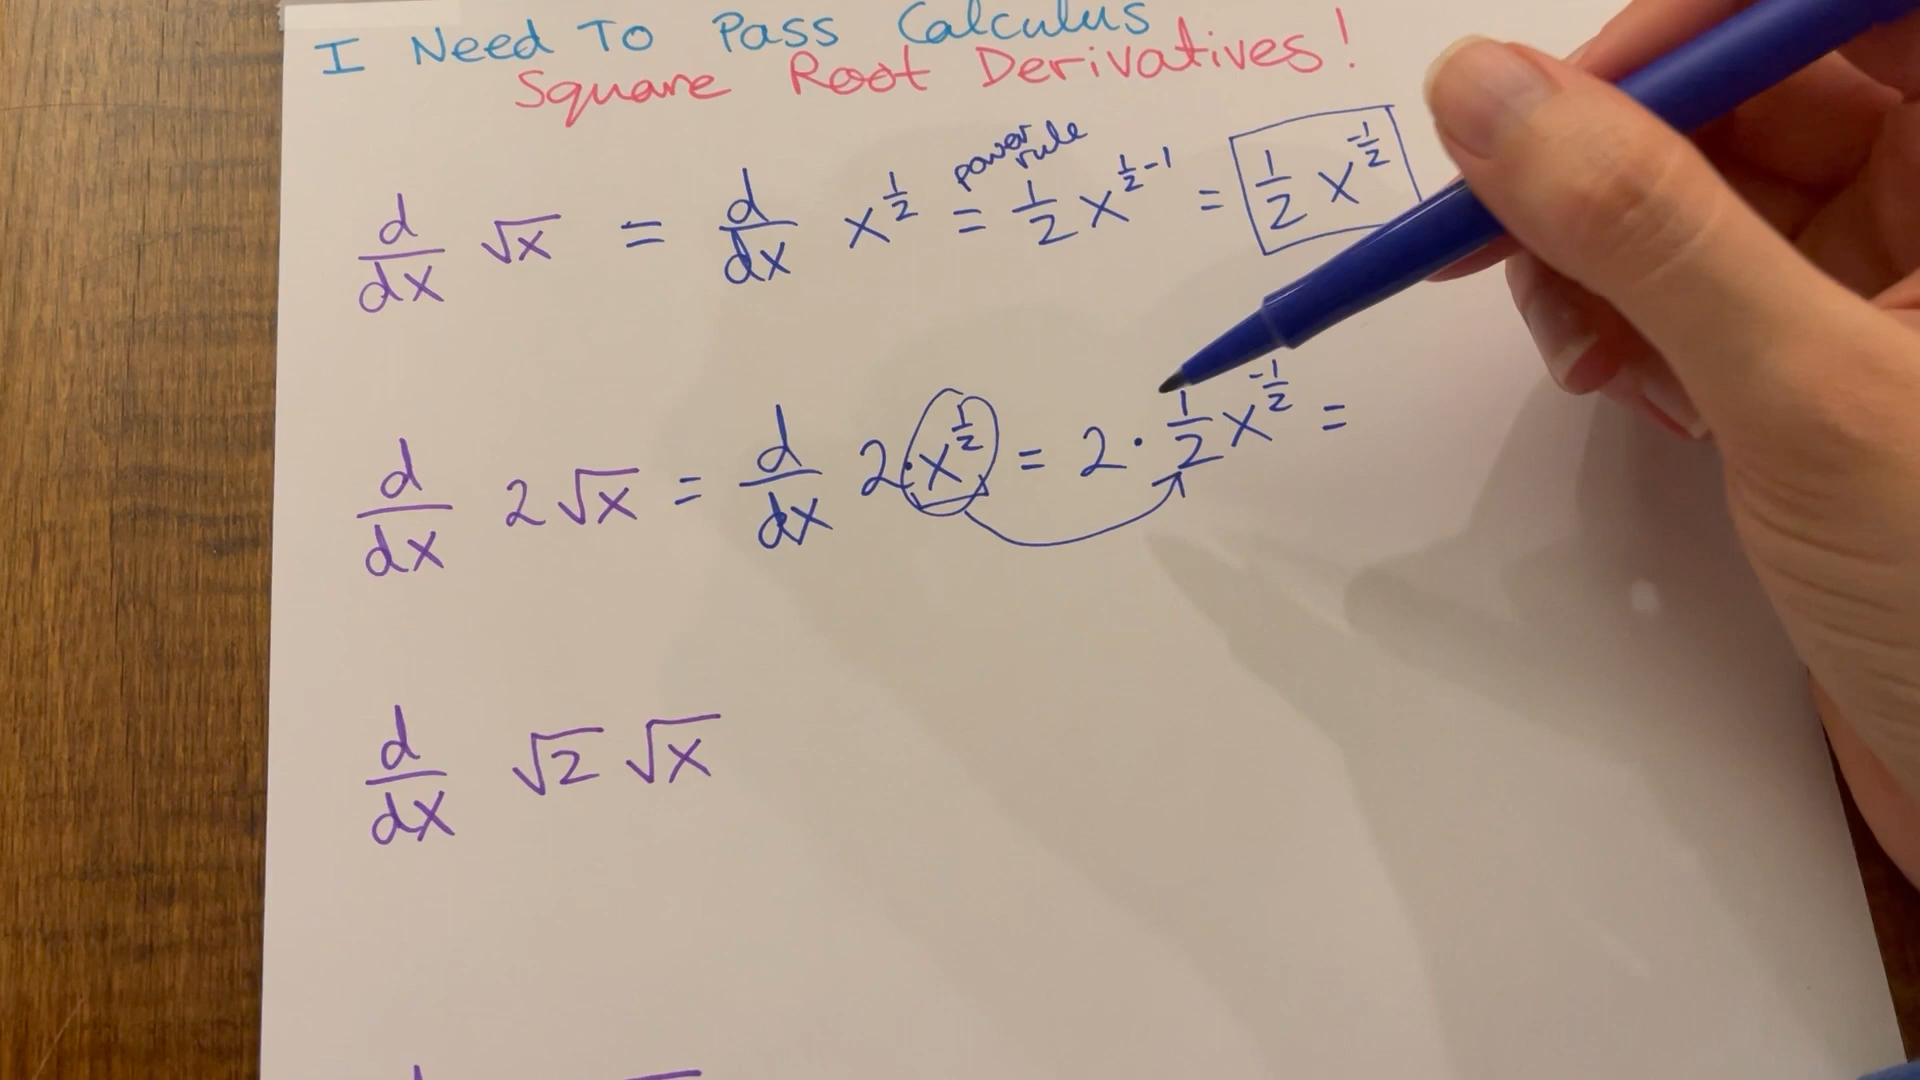 I Need To Pass Calculus
Square Root Derivatives!
power rule
d/dx √x = d/dx x^(1/2) = 1/2 x^(1/2-1) = 1/2 x^(-1/2)
d/dx 2√x = d/dx 2·x^(1/2) = 2·1/2 x^(-1/2) =
d/dx √2 √x